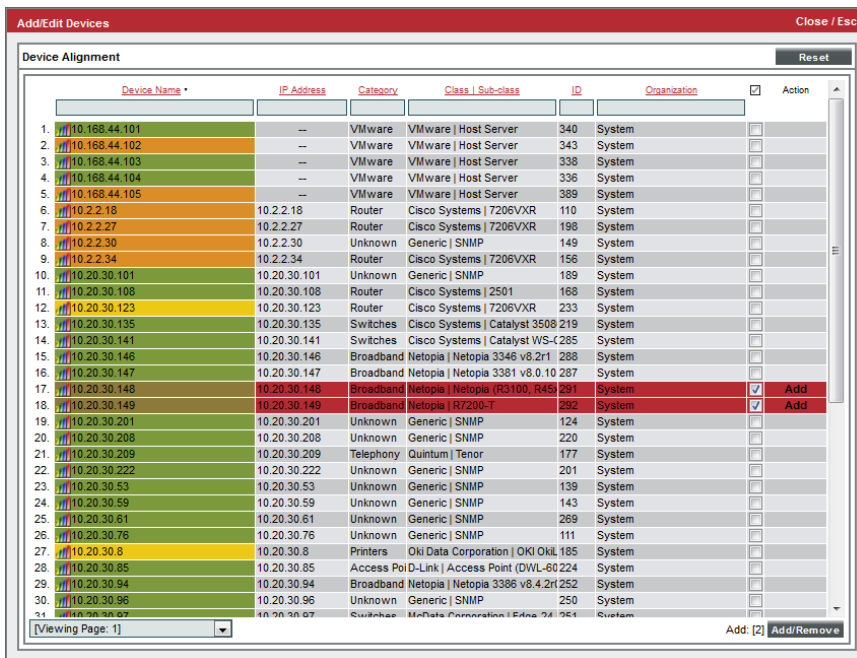 Add/Edit Devices Close / Esc
Device Alignment Reset
Device Name IP Address Category Class | Sub-class ID Organization Action
1. 10.168.44.101 -- VMware VMware | Host Server 340 System
2. 10.168.44.102 -- VMware VMware | Host Server 343 System
3. 10.168.44.103 -- VMware VMware | Host Server 338 System
4. 10.168.44.104 -- VMware VMware | Host Server 336 System
5. 10.168.44.105 -- VMware VMware | Host Server 389 System
6. 10.2.2.18 10.2.2.18 Router Cisco Systems | 7206VXR 110 System
7. 10.2.2.27 10.2.2.27 Router Cisco Systems | 7206VXR 198 System
8. 10.2.2.30 10.2.2.30 Unknown Generic | SNMP 149 System
9. 10.2.2.34 10.2.2.34 Router Cisco Systems | 7206VXR 156 System
10. 10.20.30.101 10.20.30.101 Unknown Generic | SNMP 189 System
11. 10.20.30.108 10.20.30.108 Router Cisco Systems | 2501 168 System
12. 10.20.30.123 10.20.30.123 Router Cisco Systems | 7206VXR 233 System
13. 10.20.30.135 10.20.30.135 Switches Cisco Systems | Catalyst 3508 219 System
14. 10.20.30.141 10.20.30.141 Switches Cisco Systems | Catalyst WS-C 285 System
15. 10.20.30.146 10.20.30.146 Broadband Netopia | Netopia 3346 v8.2r1 288 System
16. 10.20.30.147 10.20.30.147 Broadband Netopia | Netopia 3381 v8.0.10 287 System
17. 10.20.30.148 10.20.30.148 Broadband Netopia | Netopia (R3100, R45x 291 System Add
18. 10.20.30.149 10.20.30.149 Broadband Netopia | R7200-T 292 System Add
19. 10.20.30.201 10.20.30.201 Unknown Generic | SNMP 124 System
20. 10.20.30.208 10.20.30.208 Unknown Generic | SNMP 220 System
21. 10.20.30.209 10.20.30.209 Telephony Quintum | Tenor 177 System
22. 10.20.30.222 10.20.30.222 Unknown Generic | SNMP 201 System
23. 10.20.30.53 10.20.30.53 Unknown Generic | SNMP 139 System
24. 10.20.30.59 10.20.30.59 Unknown Generic | SNMP 143 System
25. 10.20.30.61 10.20.30.61 Unknown Generic | SNMP 269 System
26. 10.20.30.76 10.20.30.76 Unknown Generic | SNMP 111 System
27. 10.20.30.8 10.20.30.8 Printers Oki Data Corporation | OKI OkiL 185 System
28. 10.20.30.85 10.20.30.85 Access Poi D-Link | Access Point (DWL-60 224 System
29. 10.20.30.94 10.20.30.94 Broadband Netopia | Netopia 3386 v8.4.2r0 252 System
30. 10.20.30.96 10.20.30.96 Unknown Generic | SNMP 250 System
31. 10.20.30.97 10.20.30.97 Switches McData Corporation | Edge-24 251 System
[Viewing Page: 1] Add: [2] Add/Remove